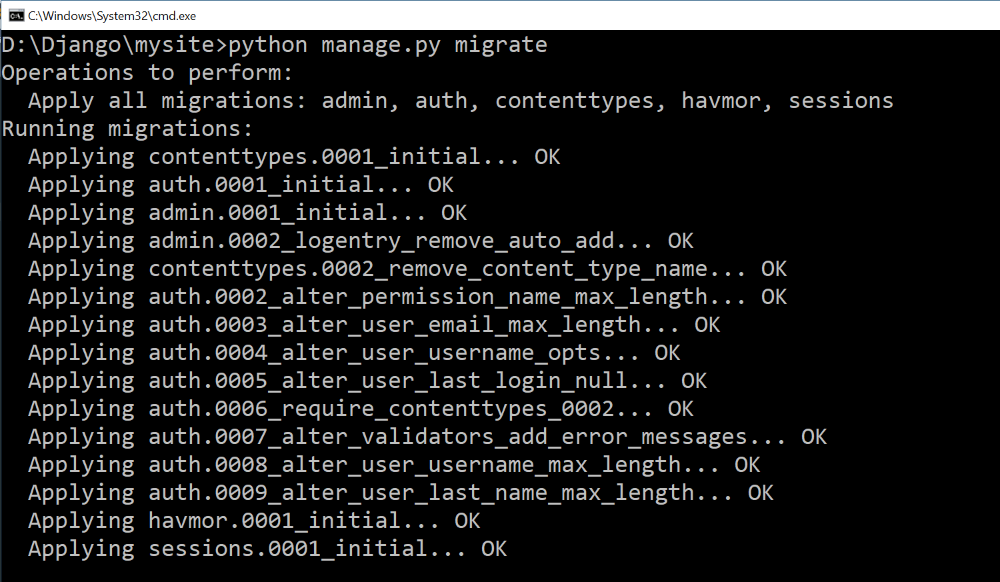 C:\Windows\System32\cmd.exe
D:\Django\mysite>python manage.py migrate
Operations to perform:
  Apply all migrations: admin, auth, contenttypes, havmor, sessions
Running migrations:
  Applying contenttypes.0001_initial... OK
  Applying auth.0001_initial... OK
  Applying admin.0001_initial... OK
  Applying admin.0002_logentry_remove_auto_add... OK
  Applying contenttypes.0002_remove_content_type_name... OK
  Applying auth.0002_alter_permission_name_max_length... OK
  Applying auth.0003_alter_user_email_max_length... OK
  Applying auth.0004_alter_user_username_opts... OK
  Applying auth.0005_alter_user_last_login_null... OK
  Applying auth.0006_require_contenttypes_0002... OK
  Applying auth.0007_alter_validators_add_error_messages... OK
  Applying auth.0008_alter_user_username_max_length... OK
  Applying auth.0009_alter_user_last_name_max_length... OK
  Applying havmor.0001_initial... OK
  Applying sessions.0001_initial... OK